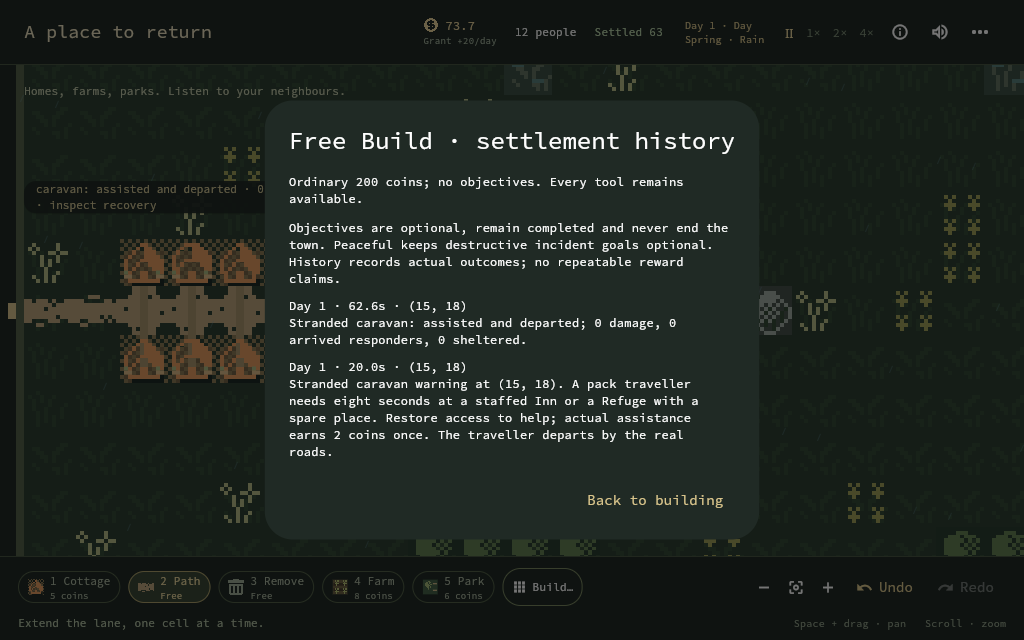 A place to return
73.7
Grant +20/day
12 people
Settled 63
Day 1 · Day
Spring · Rain
II 1× 2× 4×
Homes, farms, parks. Listen to your neighbours.
caravan: assisted and departed · 0
· inspect recovery
Free Build · settlement history
Ordinary 200 coins; no objectives. Every tool remains
available.
Objectives are optional, remain completed and never end the
town. Peaceful keeps destructive incident goals optional.
History records actual outcomes; no repeatable reward
claims.
Day 1 · 62.6s · (15, 18)
Stranded caravan: assisted and departed; 0 damage, 0
arrived responders, 0 sheltered.
Day 1 · 20.0s · (15, 18)
Stranded caravan warning at (15, 18). A pack traveller
needs eight seconds at a staffed Inn or a Refuge with a
spare place. Restore access to help; actual assistance
earns 2 coins once. The traveller departs by the real
roads.
Back to building
1 Cottage
5 coins
2 Path
Free
3 Remove
Free
4 Farm
8 coins
5 Park
6 coins
Build…
Undo
Redo
Extend the lane, one cell at a time.
Space + drag · pan
Scroll · zoom